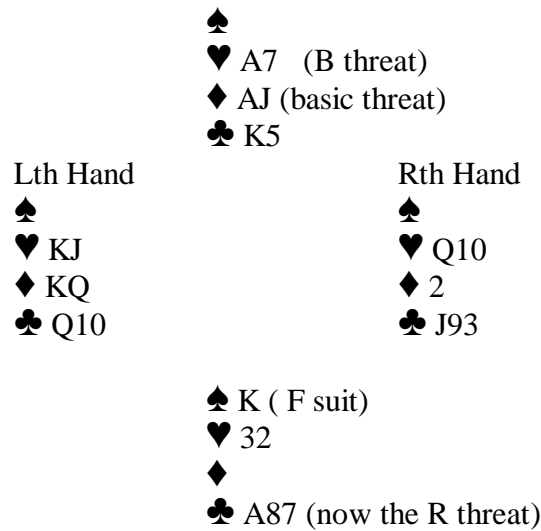 ♠
♥ A7 (B threat)
♦ AJ (basic threat)
♣ K5
Lth Hand Rth Hand
♠ ♠
♥ KJ ♥ Q10
♦ KQ ♦ 2
♣ Q10 ♣ J93
♠ K ( F suit)
♥ 32
♦
♣ A87 (now the R threat)